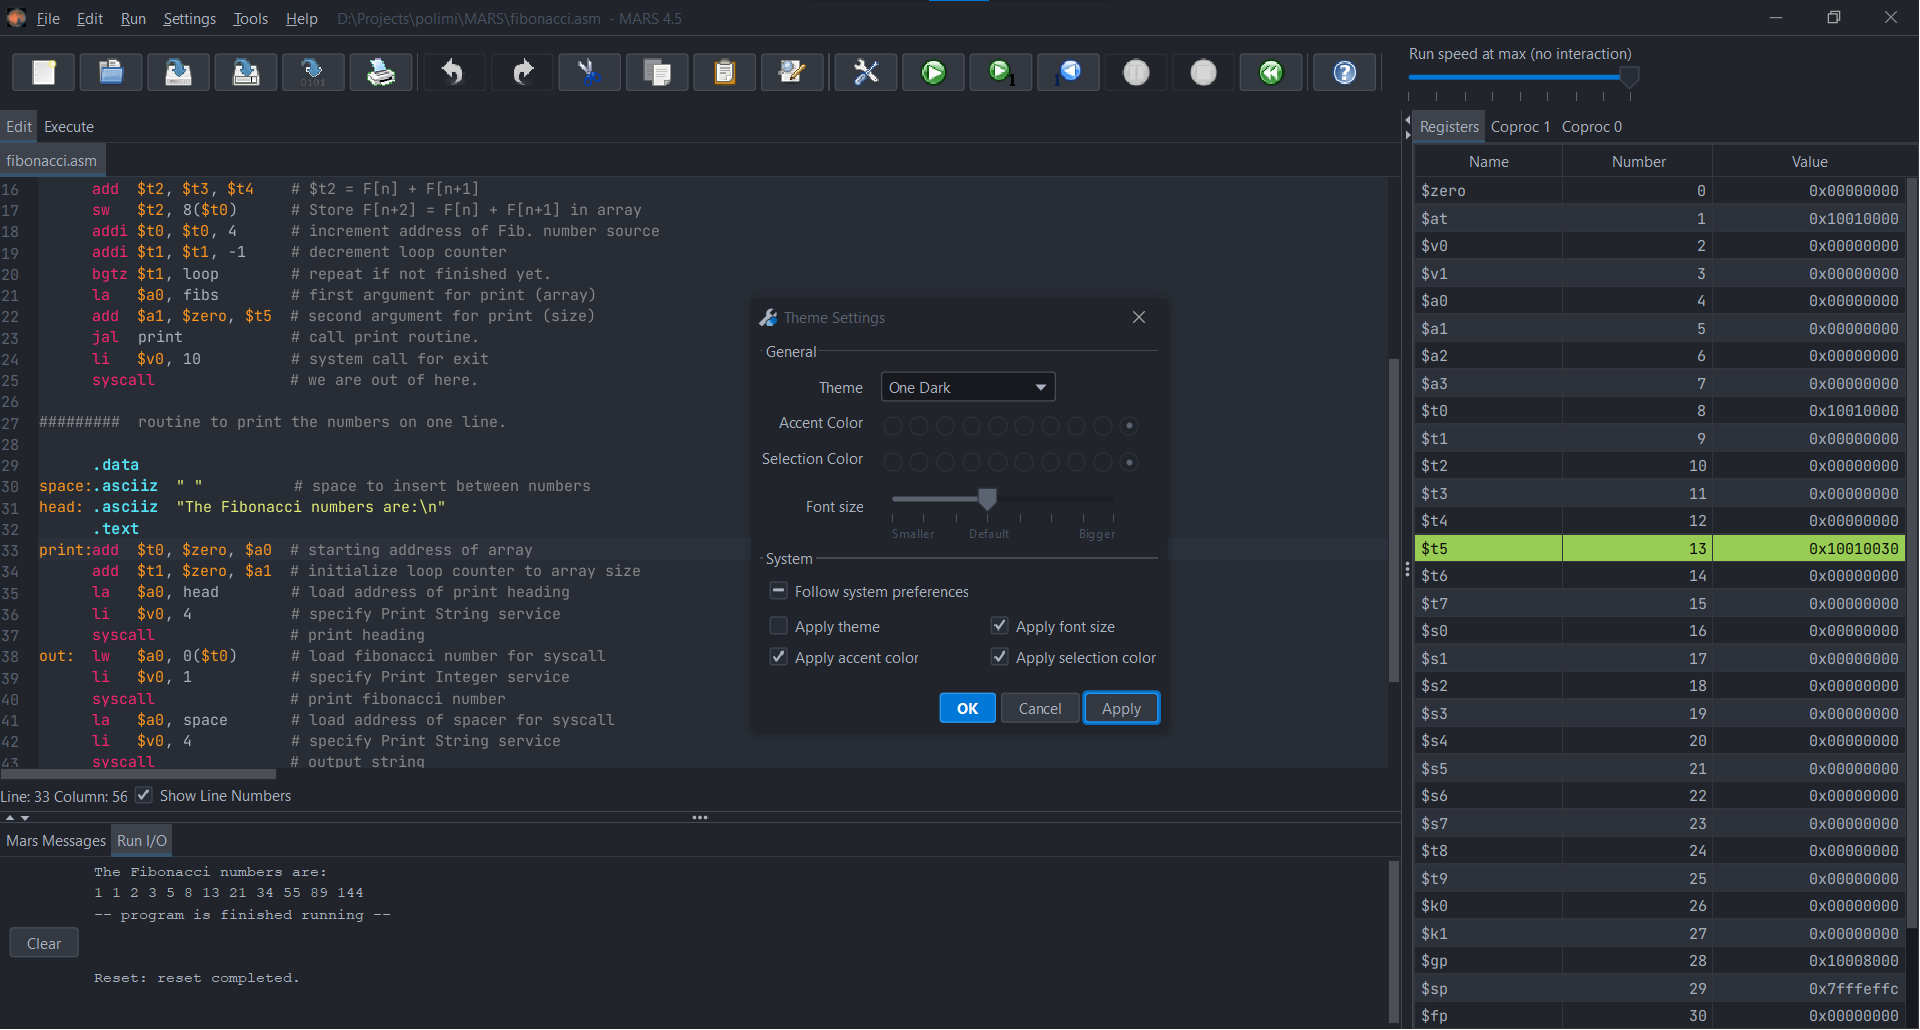 File Edit Run Settings Tools Help D:\Projects\polimi\MARS\fibonacci.asm - MARS 4.5
Run speed at max (no interaction)
0101
1
1
?
Edit Execute
Registers Coproc 1 Coproc 0
fibonacci.asm
16 add $t2, $t3, $t4 # $t2 = F[n] + F[n+1]
17 sw $t2, 8($t0) # Store F[n+2] = F[n] + F[n+1] in array
18 addi $t0, $t0, 4 # increment address of Fib. number source
19 addi $t1, $t1, -1 # decrement loop counter
20 bgtz $t1, loop # repeat if not finished yet.
21 la $a0, fibs # first argument for print (array)
22 add $a1, $zero, $t5 # second argument for print (size)
23 jal print # call print routine.
24 li $v0, 10 # system call for exit
25 syscall # we are out of here.
26
27 ######### routine to print the numbers on one line.
28
29 .data
30 space:.asciiz " " # space to insert between numbers
31 head: .asciiz "The Fibonacci numbers are:\n"
32 .text
33 print:add $t0, $zero, $a0 # starting address of array
34 add $t1, $zero, $a1 # initialize loop counter to array size
35 la $a0, head # load address of print heading
36 li $v0, 4 # specify Print String service
37 syscall # print heading
38 out: lw $a0, 0($t0) # load fibonacci number for syscall
39 li $v0, 1 # specify Print Integer service
40 syscall # print fibonacci number
41 la $a0, space # load address of spacer for syscall
42 li $v0, 4 # specify Print String service
43 syscall # output string
Line: 33 Column: 56 Show Line Numbers
Mars Messages Run I/O
The Fibonacci numbers are:
1 1 2 3 5 8 13 21 34 55 89 144
-- program is finished running --
Clear
Reset: reset completed.
Theme Settings
General
Theme One Dark
Accent Color
Selection Color
Font size
Smaller Default Bigger
System
Follow system preferences
Apply theme Apply font size
Apply accent color Apply selection color
OK Cancel Apply
Name Number Value
$zero 0 0x00000000
$at 1 0x10010000
$v0 2 0x00000000
$v1 3 0x00000000
$a0 4 0x00000000
$a1 5 0x00000000
$a2 6 0x00000000
$a3 7 0x00000000
$t0 8 0x10010000
$t1 9 0x00000000
$t2 10 0x00000000
$t3 11 0x00000000
$t4 12 0x00000000
$t5 13 0x10010030
$t6 14 0x00000000
$t7 15 0x00000000
$s0 16 0x00000000
$s1 17 0x00000000
$s2 18 0x00000000
$s3 19 0x00000000
$s4 20 0x00000000
$s5 21 0x00000000
$s6 22 0x00000000
$s7 23 0x00000000
$t8 24 0x00000000
$t9 25 0x00000000
$k0 26 0x00000000
$k1 27 0x00000000
$gp 28 0x10008000
$sp 29 0x7fffeffc
$fp 30 0x00000000